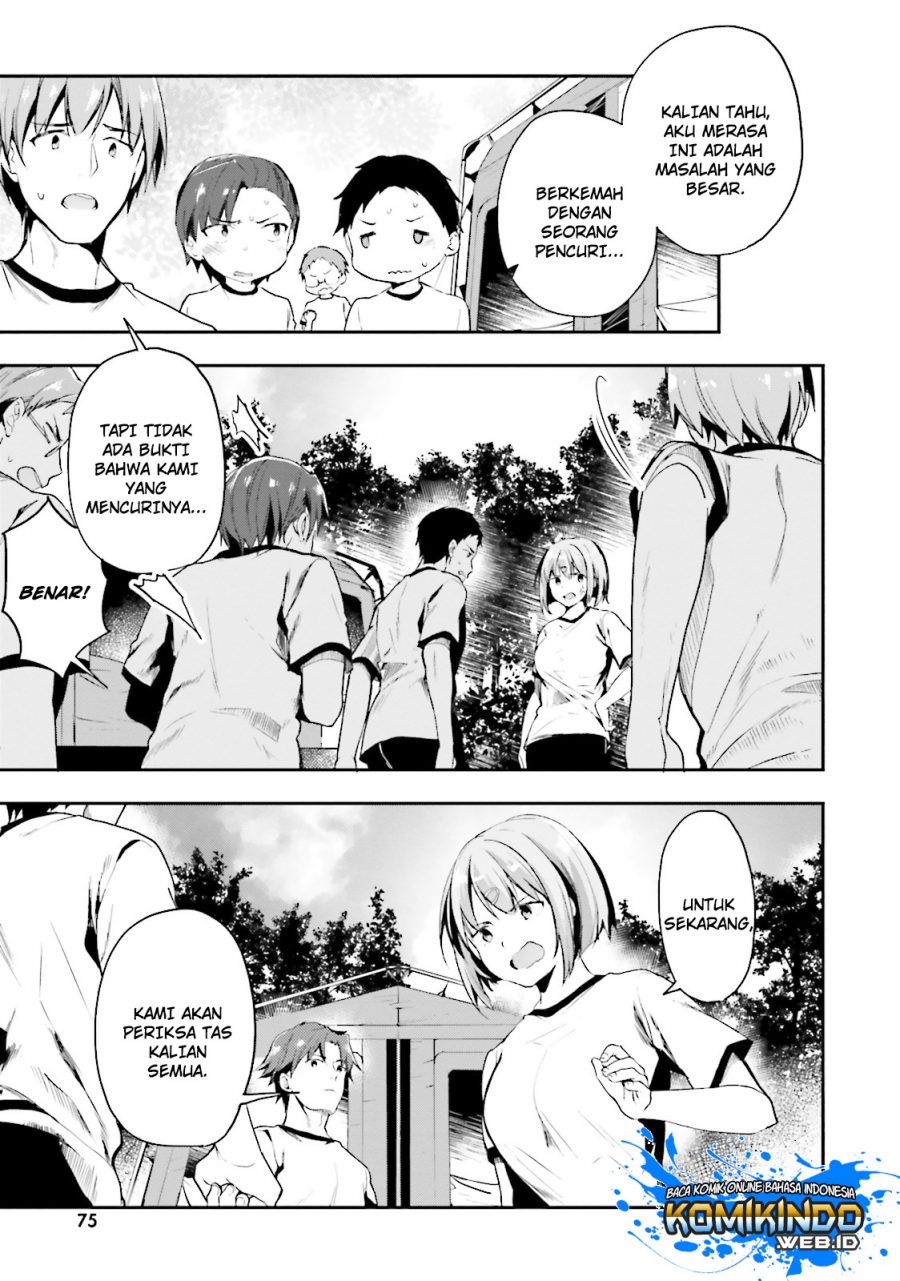 KALIAN TAHU,
AKU MERASA
INI ADALAH
MASALAH YANG
BESAR.
BERKEMAH
DENGAN
SEORANG
PENCURI...
TAPI TIDAK
ADA BUKTI
BAHWA KAMI
YANG
MENCURINYA...
BENAR!
UNTUK
SEKARANG,
KAMI AKAN
PERIKSA TAS
KALIAN
SEMUA.
75
BACA KOMIK ONLINE BAHASA INDONESIA
KOMIKINDO
.WEB.ID